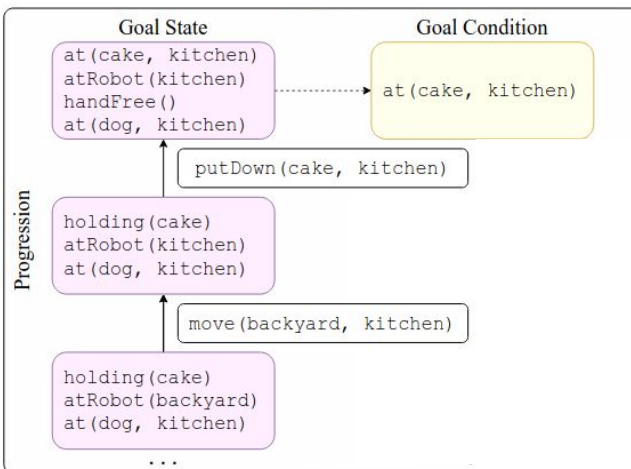 Goal State
Goal Condition
at(cake, kitchen)
atRobot(kitchen)
handFree()
at(dog, kitchen)
at(cake, kitchen)
putDown(cake, kitchen)
Progression
holding(cake)
atRobot(kitchen)
at(dog, kitchen)
move(backyard, kitchen)
holding(cake)
atRobot(backyard)
at(dog, kitchen)
...